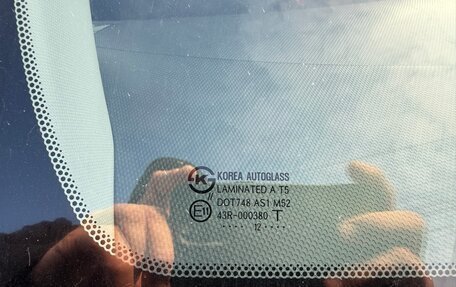 KOREA AUTOGLASS
LAMINATED A T5
DOT748 AS1 M52
E11 43R-000380 T
..... 12 ....